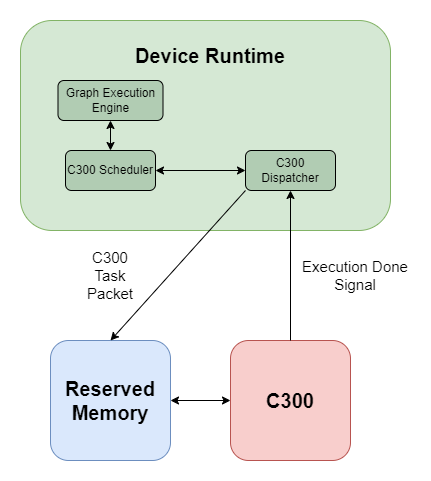 Device Runtime
Graph Execution
Engine
C300 Scheduler
C300
Dispatcher
C300
Task
Packet
Execution Done
Signal
Reserved
Memory
C300